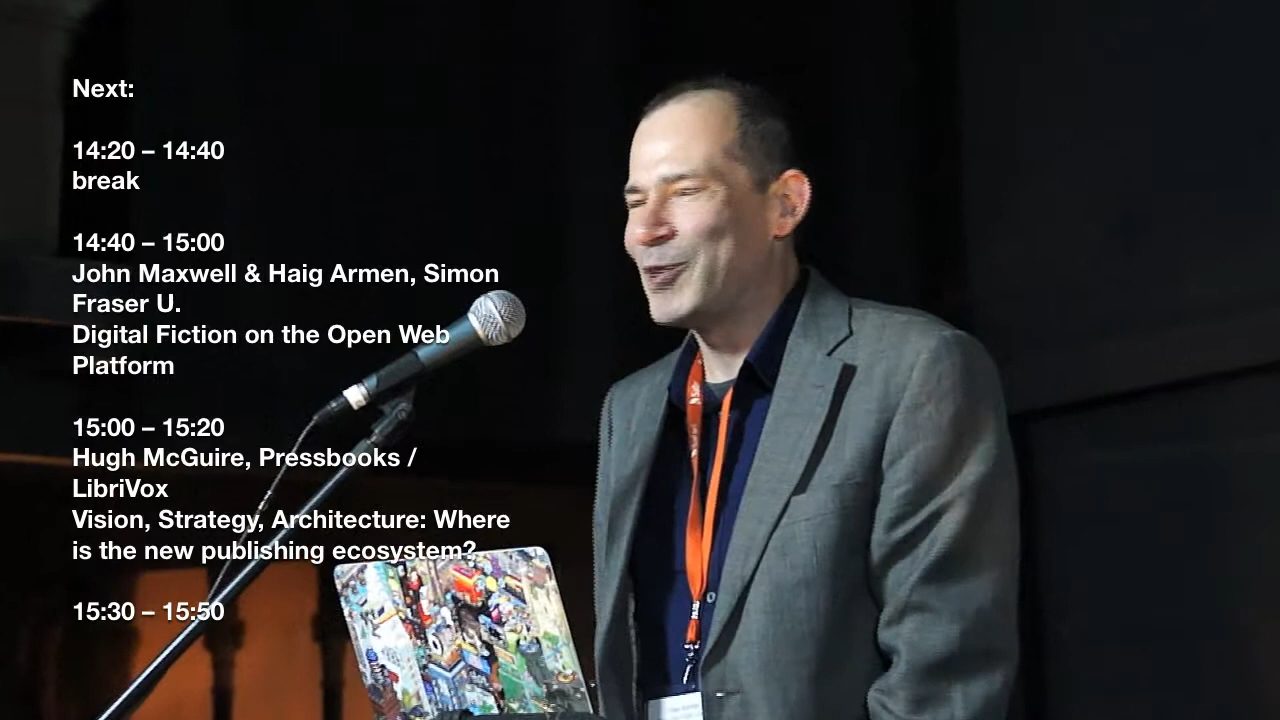 Next:
14:20 – 14:40
break
14:40 – 15:00
John Maxwell & Haig Armen, Simon
Fraser U.
Digital Fiction on the Open Web
Platform
15:00 – 15:20
Hugh McGuire, Pressbooks /
LibriVox
Vision, Strategy, Architecture: Where
is the new publishing ecosystem?
15:30 – 15:50